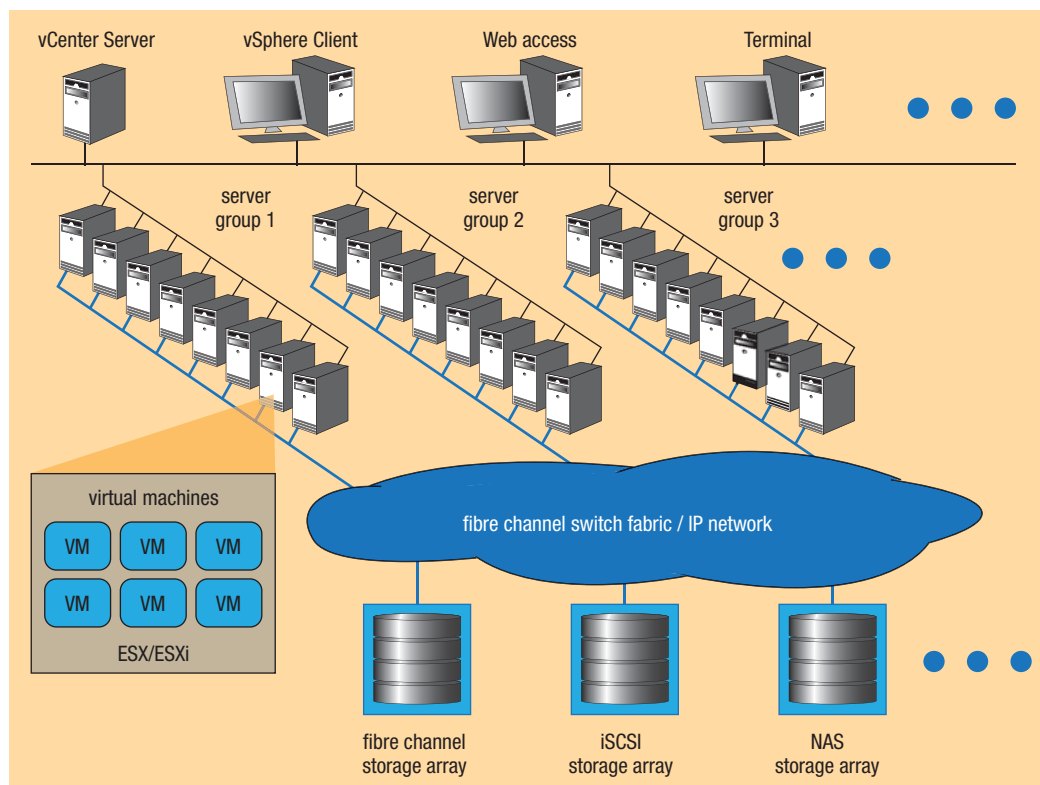 vCenter Server
vSphere Client
Web access
Terminal
server
group 1
server
group 2
server
group 3
virtual machines
VM
VM
VM
VM
VM
VM
ESX/ESXi
fibre channel switch fabric / IP network
fibre channel
storage array
iSCSI
storage array
NAS
storage array